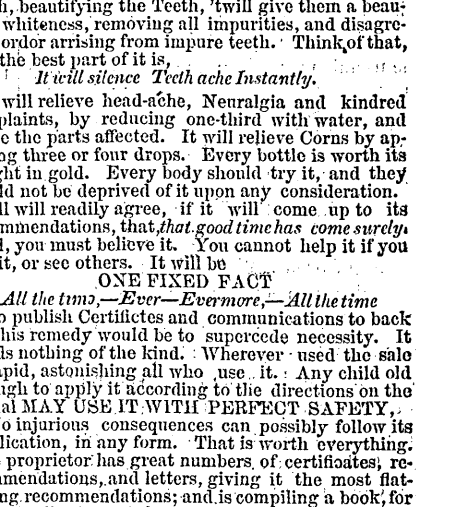 h, beautifying the Teeth, 'twill give them a beau-
whiteness, removing all impurities, and disagre-
ordor arrising from impure teeth. Think of that,
the best part of it is,
It will silence Teeth ache Instantly.
will relieve head-ache, Neuralgia and kindred
plaints, by reducing one-third with water, and
e the parts affected. It will relieve Corns by ap-
ng three or four drops. Every bottle is worth its
ght in gold. Every body should try it, and they
ld not be deprived of it upon any consideration.
ll will readily agree, if it will come up to its
mmendations, that, that good time has come surely.
l, you must believe it. You cannot help it if you
it, or see others. It will be
ONE FIXED FACT
All the timo,—Ever—Evermore,—All the time
o publish Certifictes and communications to back
his remedy would be to supercede necessity. It
ds nothing of the kind. Wherever used the sale
apid, astonishing all who use it. Any child old
ugh to apply it according to the directions on the
al MAY USE IT WITH PERFECT SAFETY,
o injurious consequences can possibly follow its
lication, in any form. That is worth everything.
proprietor has great numbers of certificates, re-
mendations, and letters, giving it the most flat-
ng recommendations; and is compiling a book, for